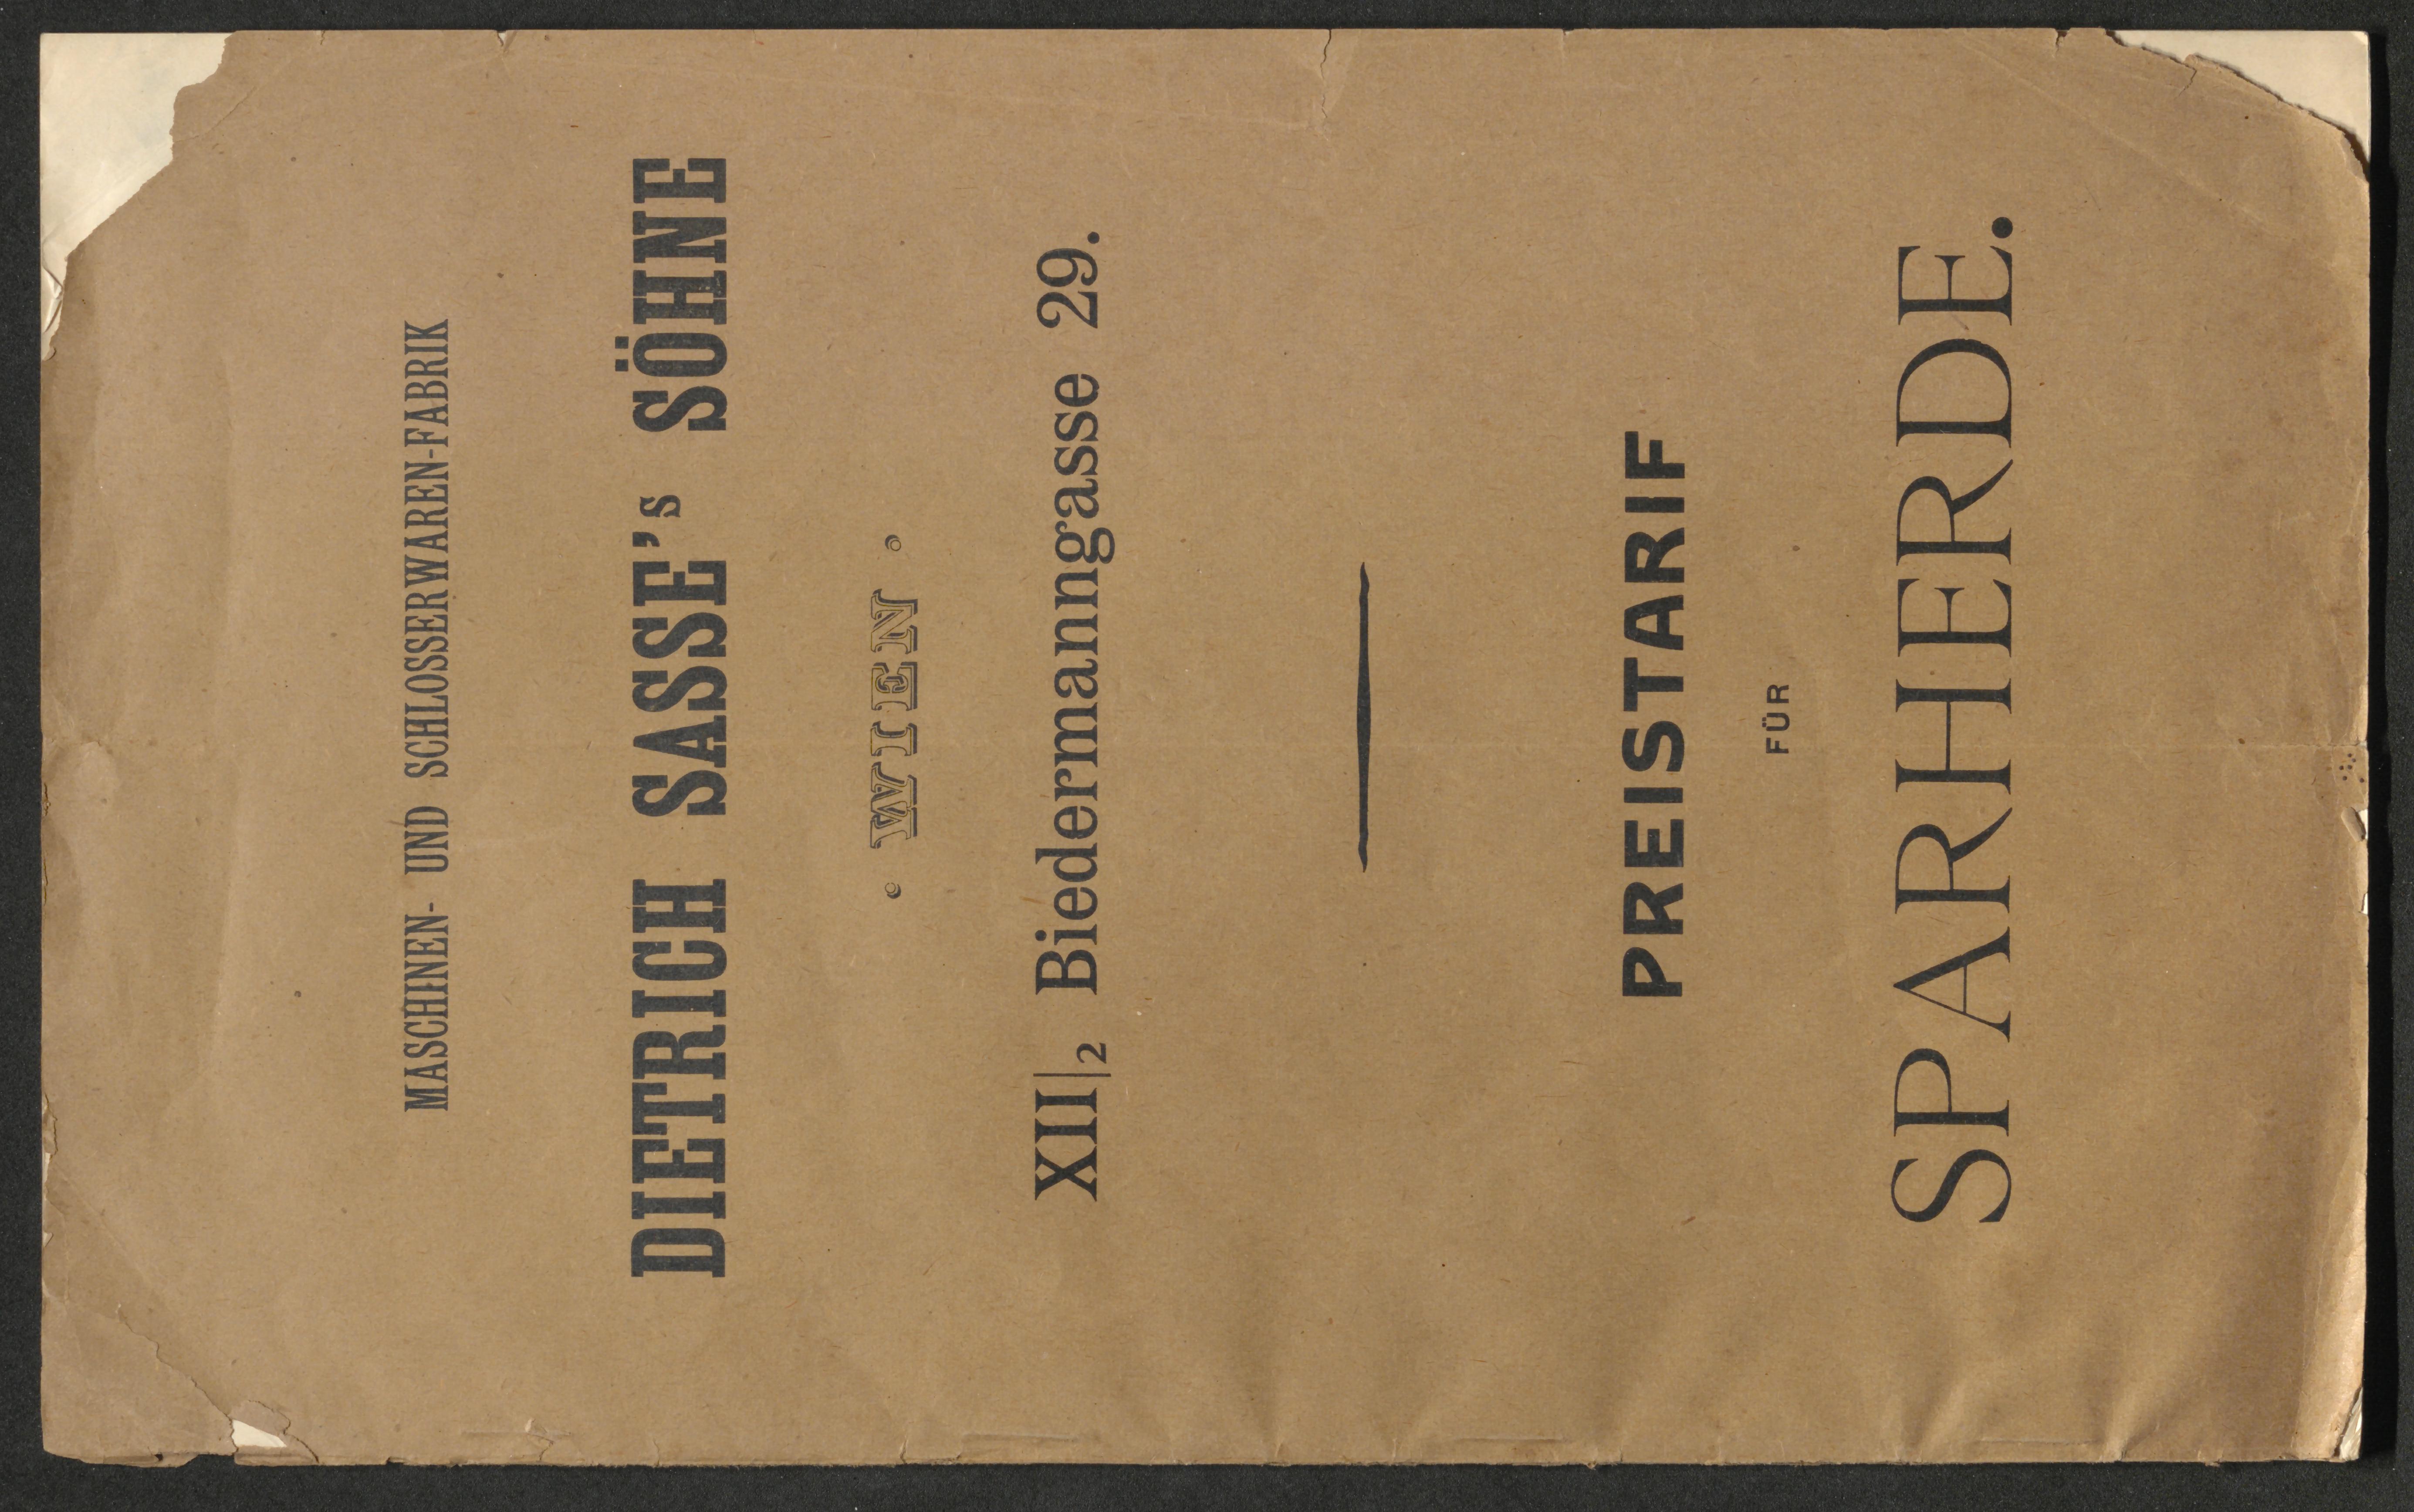 MASCHINEN- UND SCHLOSSERWAREN-FABRIK
DIETRICH SASSE's SÖHNE
• WIEN •
XII|2 Biedermanngasse 29.
PREISTARIF
FÜR
SPARHERDE.